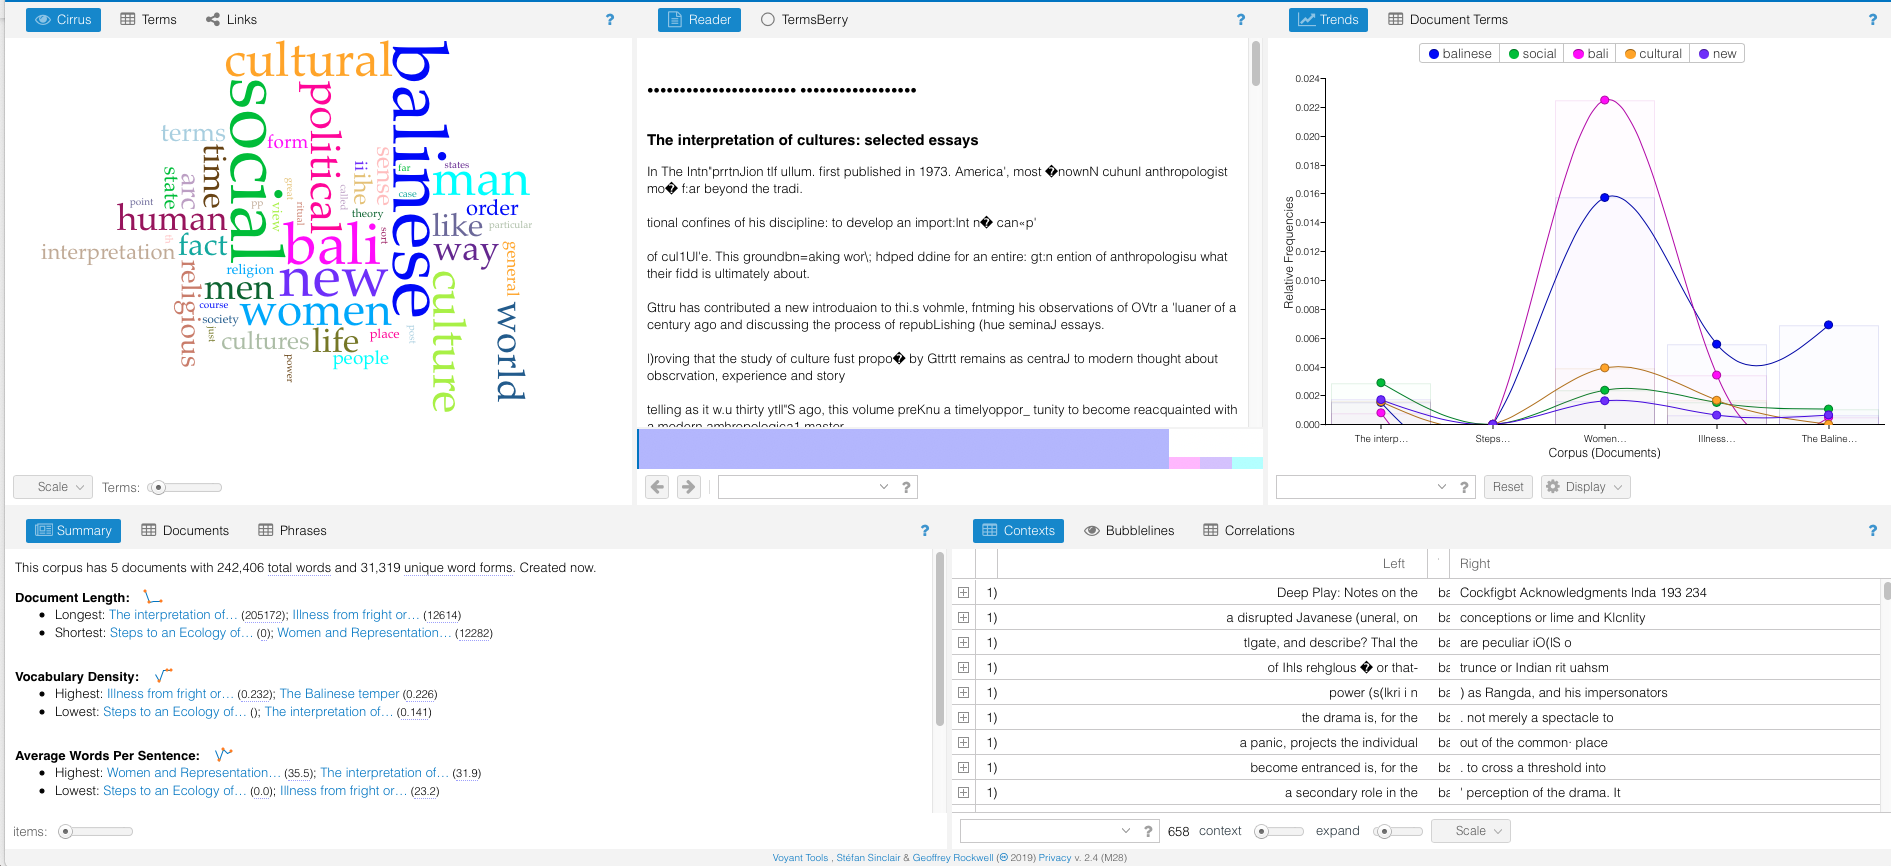 Cirrus Terms Links ?
cultural
balinese
social
political
terms
form
time
sense
states
ii
far
man
state
arc
great
called
ihe
case
point
pp
view
ritual
theory
order
human
like
particular
sort
interpretation
th
fact
bali
way
general
religion
religious
men
new
culture
course
women
world
society
just
cultures
life
place
post
people
power
Scale Terms:
Reader TermsBerry ?
•••••••••••••••••••••••• ••••••••••••••••••
The interpretation of cultures: selected essays
In The Intn"prrtnJion tlf ullum. first published in 1973. America', most �nownN cuhunl anthropologist
mo� f:ar beyond the tradi.
tional confines of his discipline: to develop an import:lnt n� can«p'
of cul1Ul'e. This groundbn=aking wor\; hdped ddine for an entire: gt:n ention of anthropologisu what
their fidd is ultimately about.
Gttru has contributed a new introduaion to thi.s vohmle, fntming his observations of OVtr a 'luaner of a
century ago and discussing the process of repubLishing (hue seminaJ essays.
l)roving that the study of culture fust propo� by Gttrtt remains as centraJ to modern thought about
obscrvation, experience and story
telling as it w.u thirty ytll"S ago, this volume preKnu a timelyoppor_ tunity to become reacquainted with
a modern ambropologica1 master
?
Trends Document Terms ?
balinese social bali cultural new
0.024
0.022
0.020
0.018
0.016
0.014
0.012
0.010
0.008
0.006
0.004
0.002
0.000
Relative Frequencies
The interp... Steps... Women... Illness... The Baline...
Corpus (Documents)
? Reset Display
Summary Documents Phrases ?
This corpus has 5 documents with 242,406 total words and 31,319 unique word forms. Created now.
Document Length:
• Longest: The interpretation of... (205172); Illness from fright or... (12614)
• Shortest: Steps to an Ecology of... (0); Women and Representation... (12282)
Vocabulary Density:
• Highest: Illness from fright or... (0.232); The Balinese temper (0.226)
• Lowest: Steps to an Ecology of... (); The interpretation of... (0.141)
Average Words Per Sentence:
• Highest: Women and Representation... (35.5); The interpretation of... (31.9)
• Lowest: Steps to an Ecology of... (0.0); Illness from fright or... (23.2)
items:
Contexts Bubblelines Correlations ?
Left Right
1) Deep Play: Notes on the ba Cockfigbt Acknowledgments Inda 193 234
1) a disrupted Javanese (uneral, on ba conceptions or lime and Klcnlity
1) tlgate, and describe? Thal the ba are peculiar iO(lS o
1) of Ihls rehglous � or that- ba trunce or Indian rit uahsm
1) power (s(lkri i n ba ) as Rangda, and his impersonators
1) the drama is, for the ba . not merely a spectacle to
1) a panic, projects the individual ba out of the common· place
1) become entranced is, for the ba . to cross a threshold into
1) a secondary role in the ba ' perception of the drama. It
? 658 context expand Scale
Voyant Tools , Stéfan Sinclair & Geoffrey Rockwell (© 2019) Privacy v. 2.4 (M28)